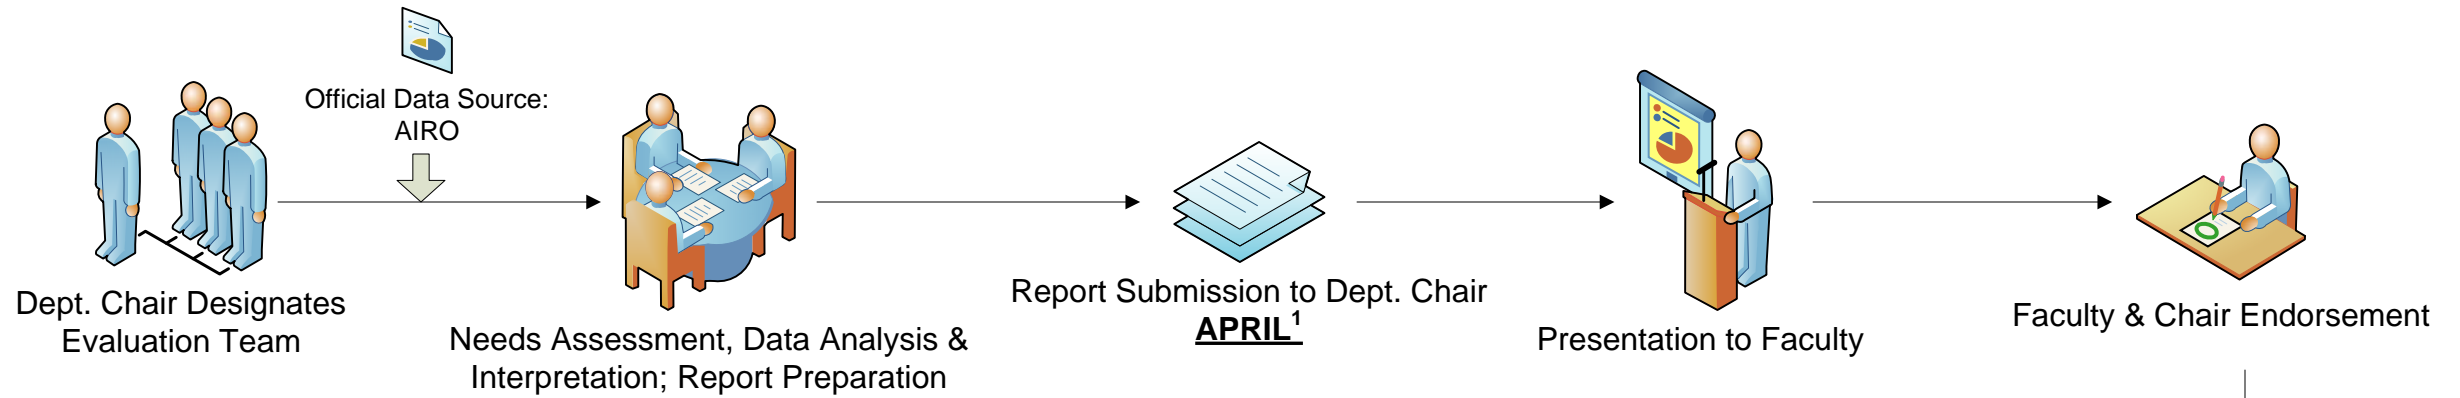 Official Data Source:
AIRO
Dept. Chair Designates
Evaluation Team
Needs Assessment, Data Analysis &
Interpretation; Report Preparation
Report Submission to Dept. Chair
APRIL¹
Presentation to Faculty
Faculty & Chair Endorsement